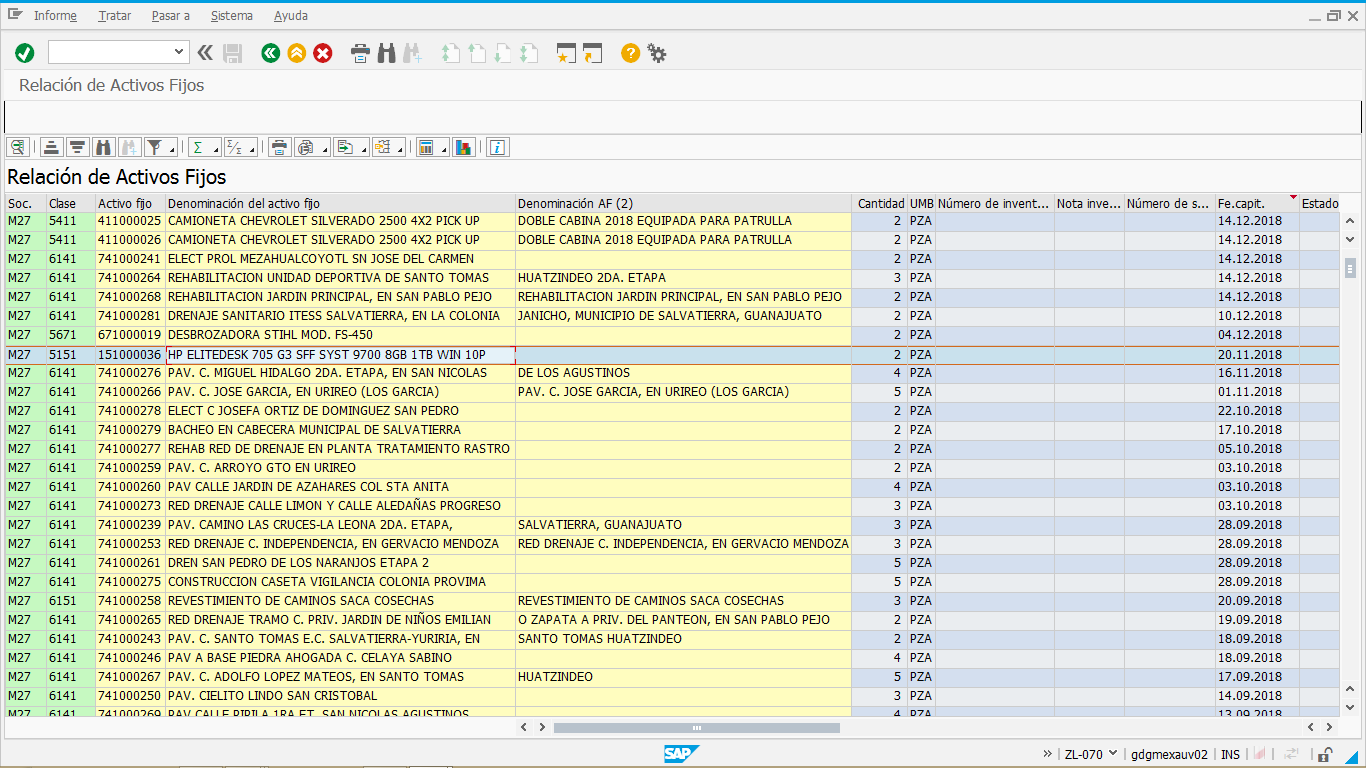 Informe Tratar Pasar a Sistema Ayuda
Relación de Activos Fijos
Relación de Activos Fijos
Soc. Clase Activo fijo Denominación del activo fijo Denominación AF (2) Cantidad UMB Número de invent... Nota inve... Número de s... Fe.capit. Estado
M27 5411 411000025 CAMIONETA CHEVROLET SILVERADO 2500 4X2 PICK UP DOBLE CABINA 2018 EQUIPADA PARA PATRULLA 2 PZA 14.12.2018
M27 5411 411000026 CAMIONETA CHEVROLET SILVERADO 2500 4X2 PICK UP DOBLE CABINA 2018 EQUIPADA PARA PATRULLA 2 PZA 14.12.2018
M27 6141 741000241 ELECT PROL MEZAHUALCOYOTL SN JOSE DEL CARMEN 2 PZA 14.12.2018
M27 6141 741000264 REHABILITACION UNIDAD DEPORTIVA DE SANTO TOMAS HUATZINDEO 2DA. ETAPA 3 PZA 14.12.2018
M27 6141 741000268 REHABILITACION JARDIN PRINCIPAL, EN SAN PABLO PEJO REHABILITACION JARDIN PRINCIPAL, EN SAN PABLO PEJO 2 PZA 14.12.2018
M27 6141 741000281 DRENAJE SANITARIO ITESS SALVATIERRA, EN LA COLONIA JANICHO, MUNICIPIO DE SALVATIERRA, GUANAJUATO 2 PZA 10.12.2018
M27 5671 671000019 DESBROZADORA STIHL MOD. FS-450 2 PZA 04.12.2018
M27 5151 151000036 HP ELITEDESK 705 G3 SFF SYST 9700 8GB 1TB WIN 10P 2 PZA 20.11.2018
M27 6141 741000276 PAV. C. MIGUEL HIDALGO 2DA. ETAPA, EN SAN NICOLAS DE LOS AGUSTINOS 4 PZA 16.11.2018
M27 6141 741000266 PAV. C. JOSE GARCIA, EN URIREO (LOS GARCIA) PAV. C. JOSE GARCIA, EN URIREO (LOS GARCIA) 5 PZA 01.11.2018
M27 6141 741000278 ELECT C JOSEFA ORTIZ DE DOMINGUEZ SAN PEDRO 2 PZA 22.10.2018
M27 6141 741000279 BACHEO EN CABECERA MUNICIPAL DE SALVATIERRA 2 PZA 17.10.2018
M27 6141 741000277 REHAB RED DE DRENAJE EN PLANTA TRATAMIENTO RASTRO 2 PZA 05.10.2018
M27 6141 741000259 PAV. C. ARROYO GTO EN URIREO 2 PZA 03.10.2018
M27 6141 741000260 PAV CALLE JARDIN DE AZAHARES COL STA ANITA 4 PZA 03.10.2018
M27 6141 741000273 RED DRENAJE CALLE LIMON Y CALLE ALEDAÑAS PROGRESO 3 PZA 03.10.2018
M27 6141 741000239 PAV. CAMINO LAS CRUCES-LA LEONA 2DA. ETAPA, SALVATIERRA, GUANAJUATO 3 PZA 28.09.2018
M27 6141 741000253 RED DRENAJE C. INDEPENDENCIA, EN GERVACIO MENDOZA RED DRENAJE C. INDEPENDENCIA, EN GERVACIO MENDOZA 3 PZA 28.09.2018
M27 6141 741000261 DREN SAN PEDRO DE LOS NARANJOS ETAPA 2 5 PZA 28.09.2018
M27 6141 741000275 CONSTRUCCION CASETA VIGILANCIA COLONIA PROVIMA 5 PZA 28.09.2018
M27 6151 741000258 REVESTIMIENTO DE CAMINOS SACA COSECHAS REVESTIMIENTO DE CAMINOS SACA COSECHAS 3 PZA 20.09.2018
M27 6141 741000265 RED DRENAJE TRAMO C. PRIV. JARDIN DE NIÑOS EMILIAN O ZAPATA A PRIV. DEL PANTEON, EN SAN PABLO PEJO 2 PZA 19.09.2018
M27 6141 741000243 PAV. C. SANTO TOMAS E.C. SALVATIERRA-YURIRIA, EN SANTO TOMAS HUATZINDEO 2 PZA 18.09.2018
M27 6141 741000246 PAV A BASE PIEDRA AHOGADA C. CELAYA SABINO 4 PZA 18.09.2018
M27 6141 741000267 PAV. C. ADOLFO LOPEZ MATEOS, EN SANTO TOMAS HUATZINDEO 5 PZA 17.09.2018
M27 6141 741000250 PAV. CIELITO LINDO SAN CRISTOBAL 3 PZA 14.09.2018
M27 6141 741000269 PAV CALLE PIPILA 1RA ET. SAN NICOLAS AGUSTINOS 4 PZA 13.09.2018
SAP ZL-070 gdgmexauv02 INS